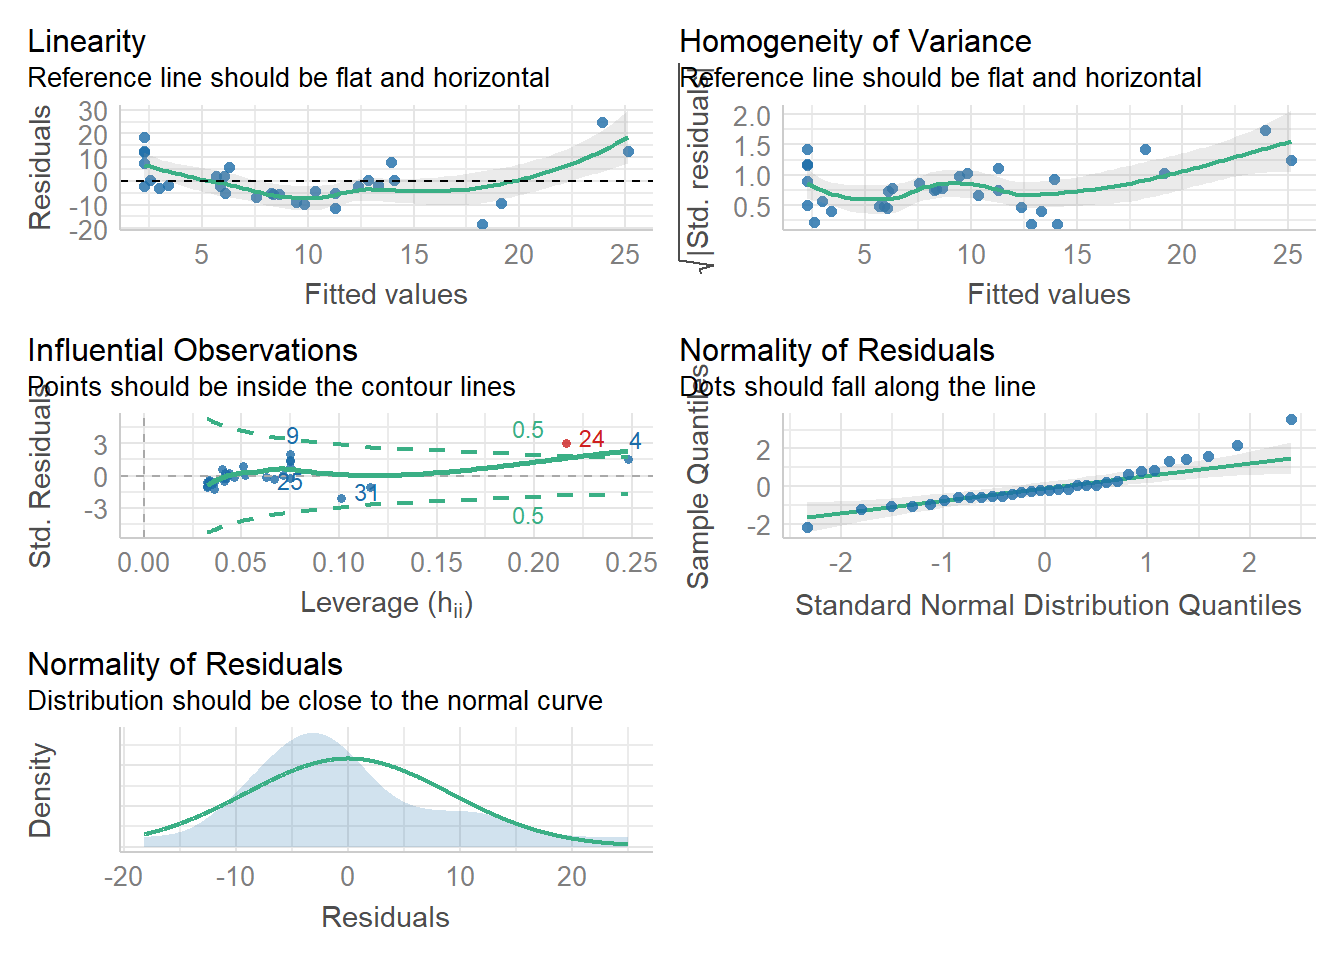 Linearity
Reference line should be flat and horizontal
Residuals
30
20
10
0
-10
-20
5
10
15
20
25
Fitted values
Homogeneity of Variance
Reference line should be flat and horizontal
√|Std. residuals|
2.0
1.5
1.0
0.5
5
10
15
20
25
Fitted values
Influential Observations
Points should be inside the contour lines
Std. Residuals
3
0
-3
9
25
31
0.5
0.5
24
4
0.00
0.05
0.10
0.15
0.20
0.25
Leverage (hii)
Normality of Residuals
Dots should fall along the line
Sample Quantiles
2
0
-2
-2
-1
0
1
2
Standard Normal Distribution Quantiles
Normality of Residuals
Distribution should be close to the normal curve
Density
-20
-10
0
10
20
Residuals